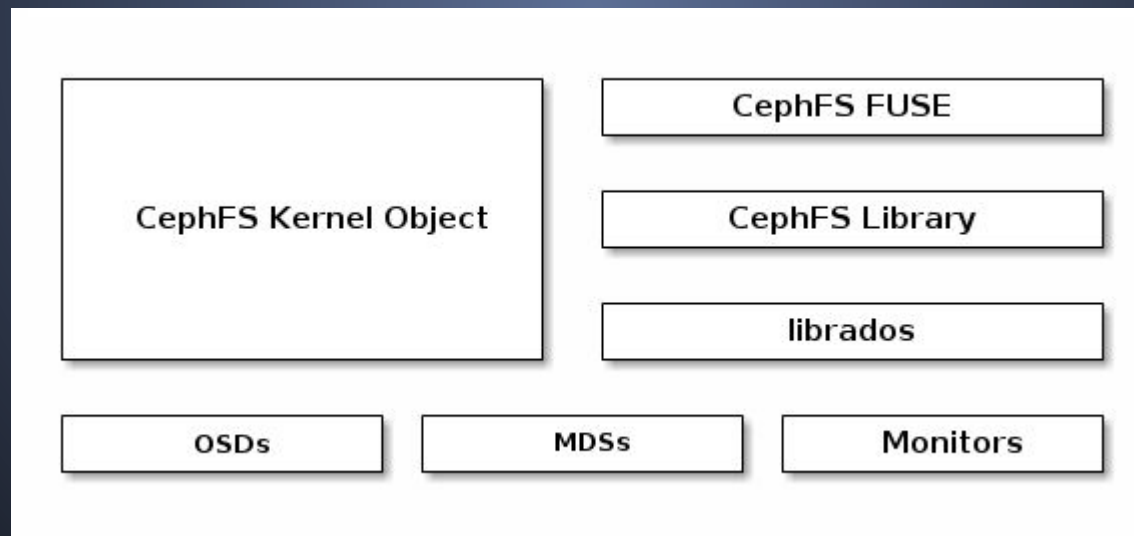 CephFS Kernel Object
CephFS FUSE
CephFS Library
librados
OSDs
MDSs
Monitors